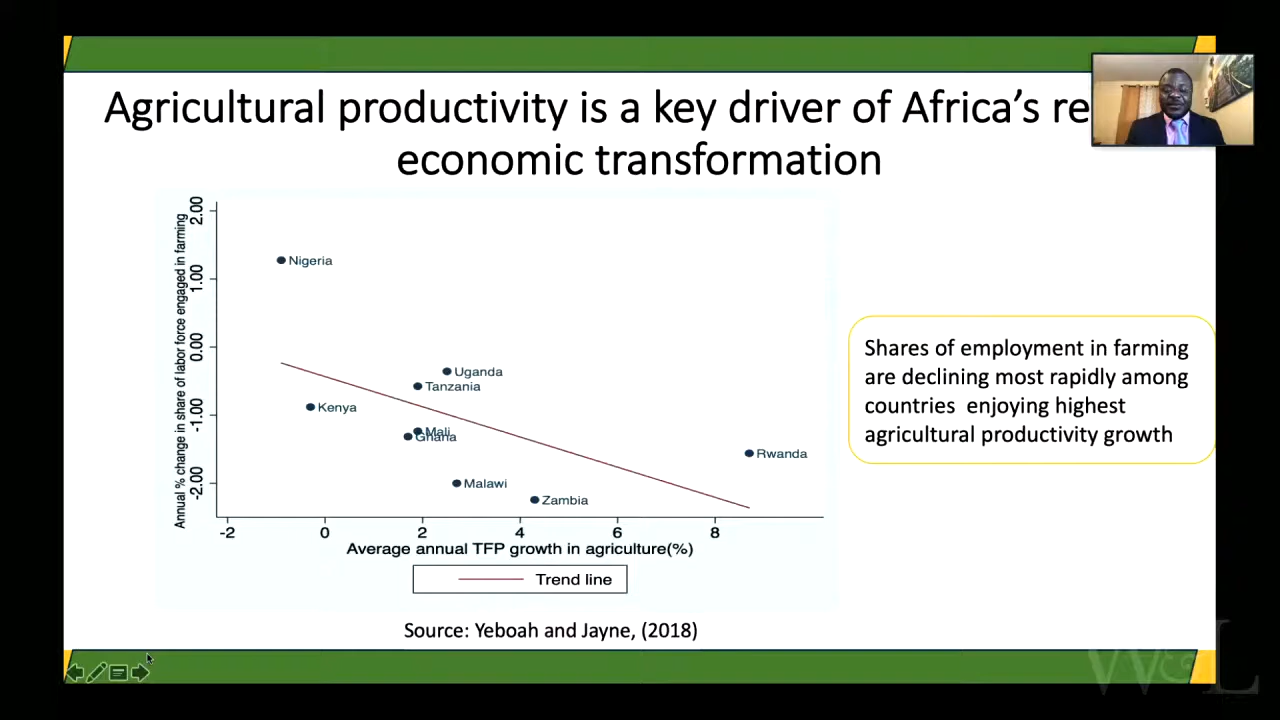 Agricultural productivity is a key driver of Africa’s re
economic transformation
Annual % change in share of labor force engaged in farming
2.00
1.00
0.00
-1.00
-2.00
Nigeria
Uganda
Tanzania
Kenya
Mali
Ghana
Rwanda
Malawi
Zambia
-2 0 2 4 6 8
Average annual TFP growth in agriculture(%)
Trend line
Source: Yeboah and Jayne, (2018)
Shares of employment in farming
are declining most rapidly among
countries enjoying highest
agricultural productivity growth
W&L